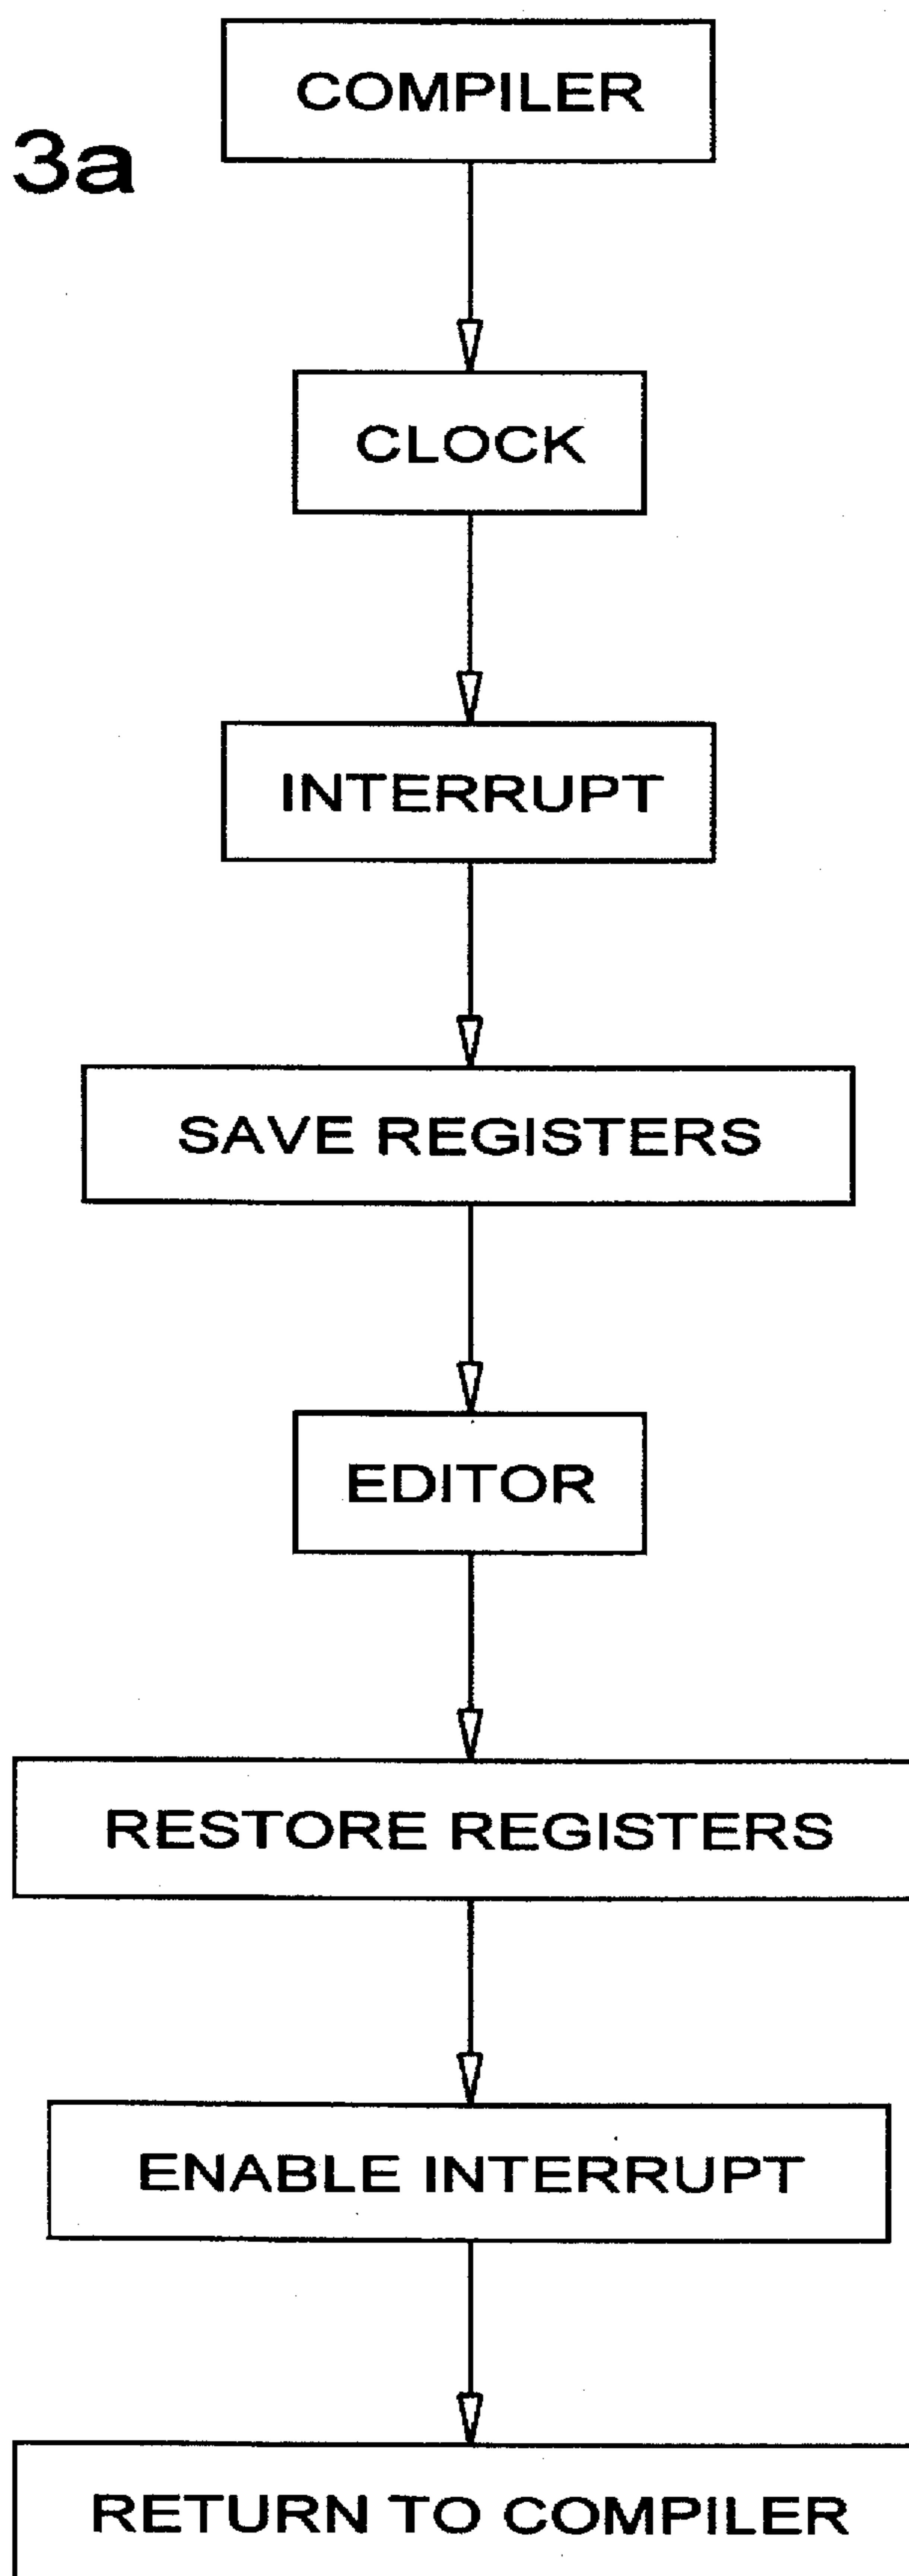 COMPILER
3a
CLOCK
INTERRUPT
SAVE REGISTERS
EDITOR
RESTORE REGISTERS
ENABLE INTERRUPT
RETURN TO COMPILER